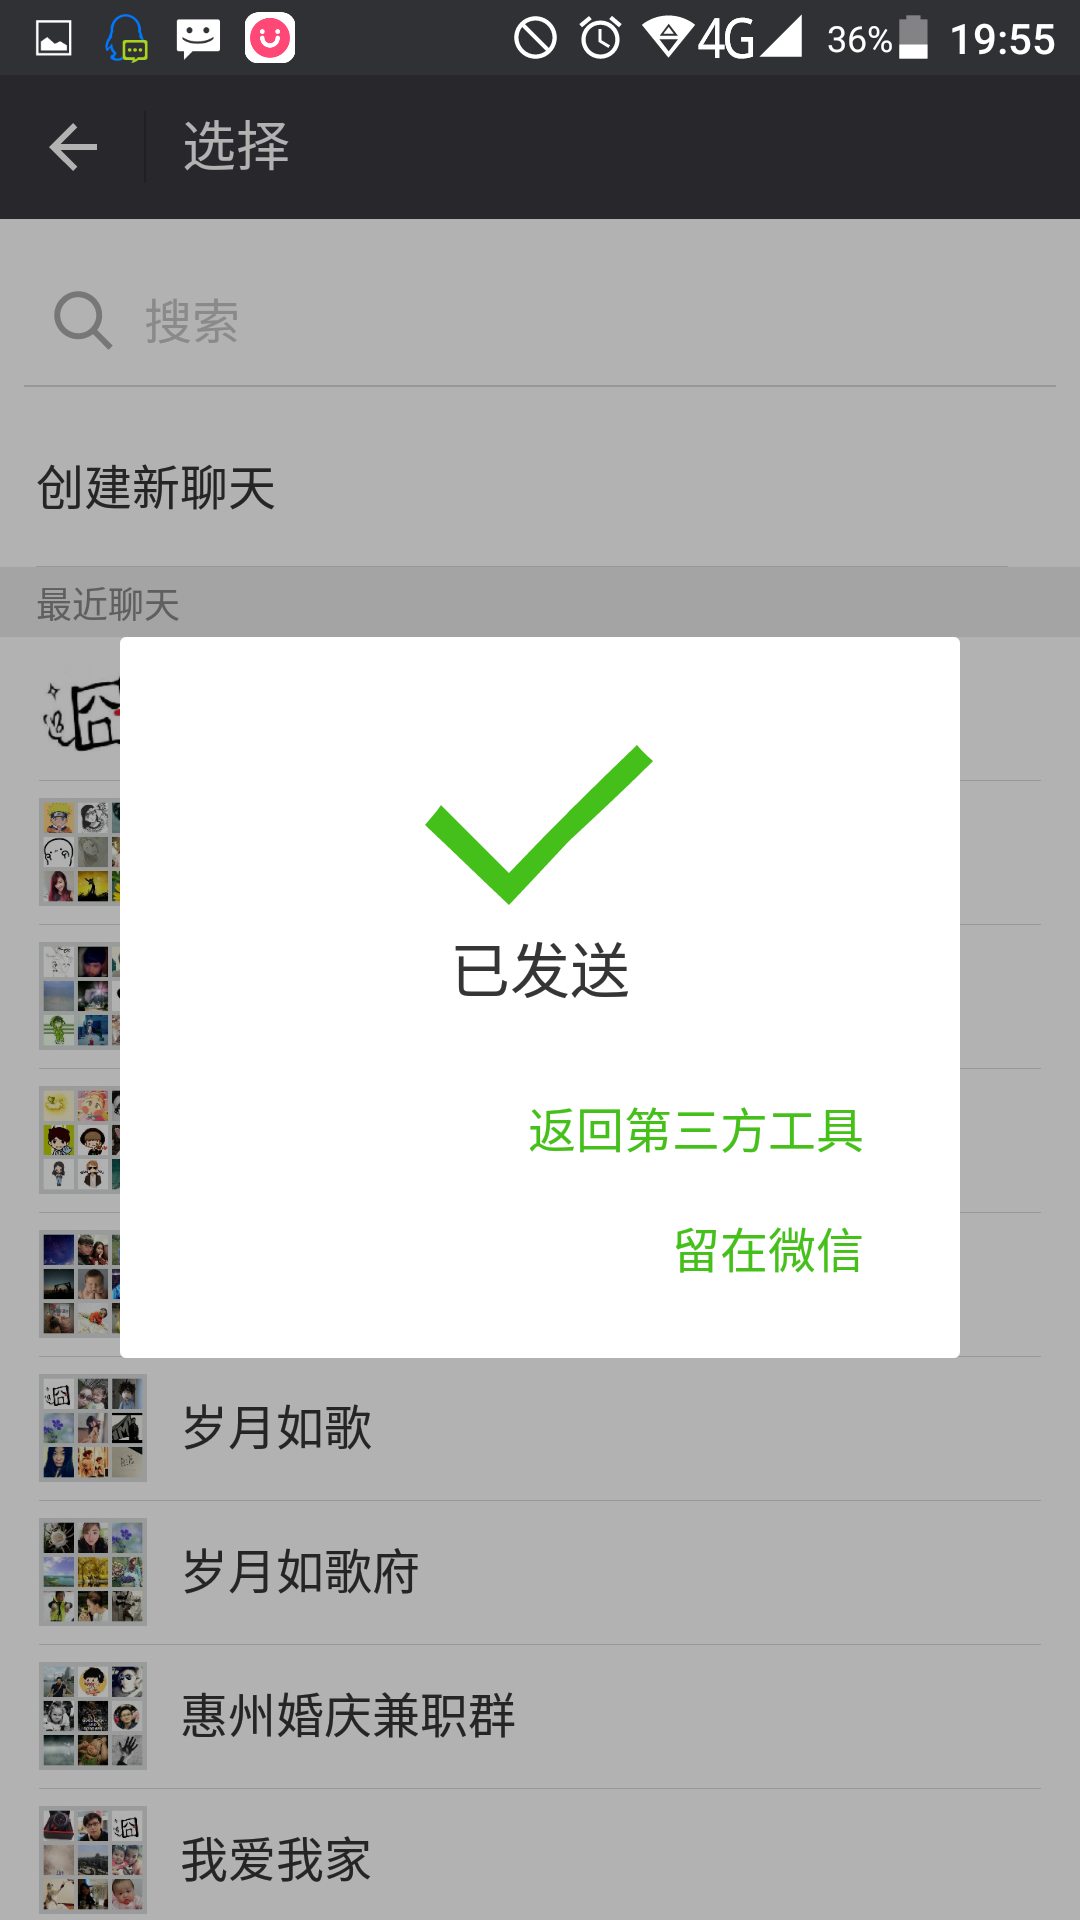 4G 36% 19:55
选择
搜索
创建新聊天
最近聊天
已发送
返回第三方工具
留在微信
岁月如歌
岁月如歌府
惠州婚庆兼职群
我爱我家